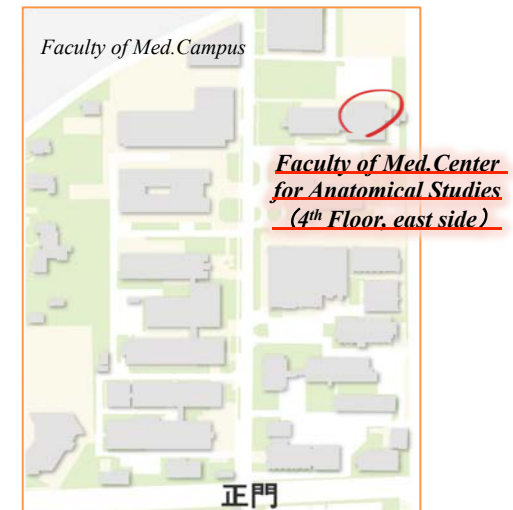 Faculty of Med.Campus
Faculty of Med.Center
for Anatomical Studies
（4th Floor, east side）
正門